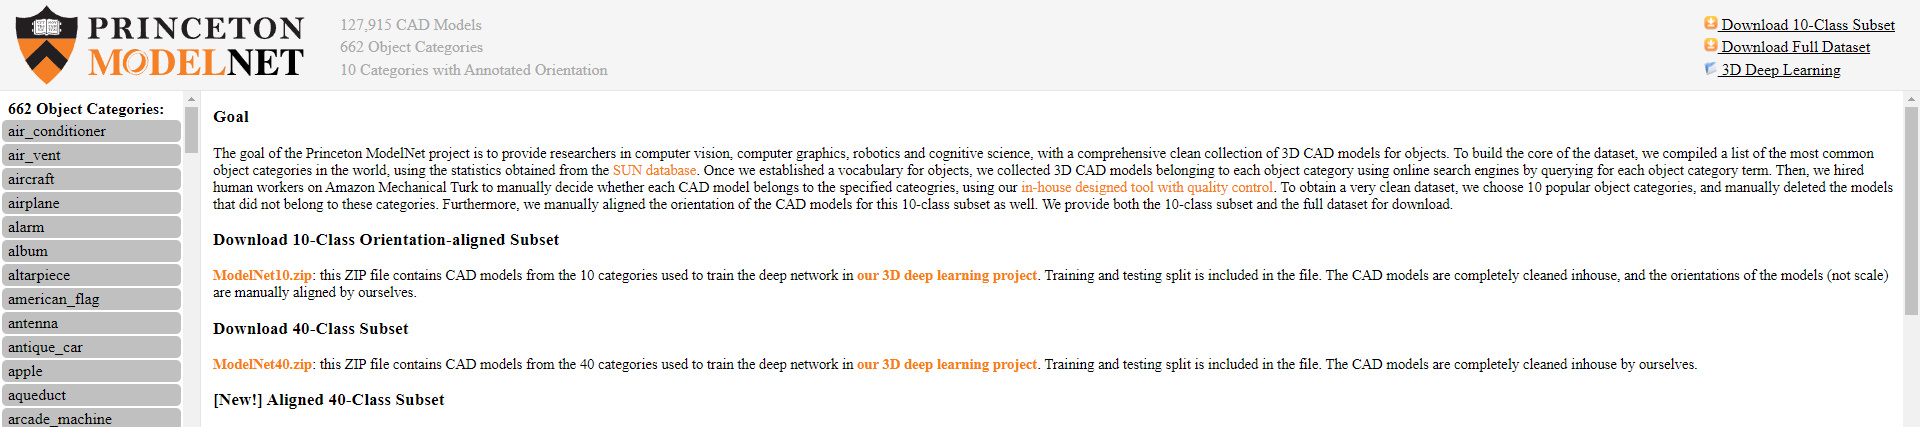 PRINCETON
MODELNET
127,915 CAD Models
662 Object Categories
10 Categories with Annotated Orientation
Download 10-Class Subset
Download Full Dataset
3D Deep Learning
662 Object Categories:
air_conditioner
air_vent
aircraft
airplane
alarm
album
altarpiece
american_flag
antenna
antique_car
apple
aqueduct
arcade_machine
Goal
The goal of the Princeton ModelNet project is to provide researchers in computer vision, computer graphics, robotics and cognitive science, with a comprehensive clean collection of 3D CAD models for objects. To build the core of the dataset, we compiled a list of the most common
object categories in the world, using the statistics obtained from the SUN database. Once we established a vocabulary for objects, we collected 3D CAD models belonging to each object category using online search engines by querying for each object category term. Then, we hired
human workers on Amazon Mechanical Turk to manually decide whether each CAD model belongs to the specified cateogries, using our in-house designed tool with quality control. To obtain a very clean dataset, we choose 10 popular object categories, and manually deleted the models
that did not belong to these categories. Furthermore, we manually aligned the orientation of the CAD models for this 10-class subset as well. We provide both the 10-class subset and the full dataset for download.
Download 10-Class Orientation-aligned Subset
ModelNet10.zip: this ZIP file contains CAD models from the 10 categories used to train the deep network in our 3D deep learning project. Training and testing split is included in the file. The CAD models are completely cleaned inhouse, and the orientations of the models (not scale)
are manually aligned by ourselves.
Download 40-Class Subset
ModelNet40.zip: this ZIP file contains CAD models from the 40 categories used to train the deep network in our 3D deep learning project. Training and testing split is included in the file. The CAD models are completely cleaned inhouse by ourselves.
[New!] Aligned 40-Class Subset